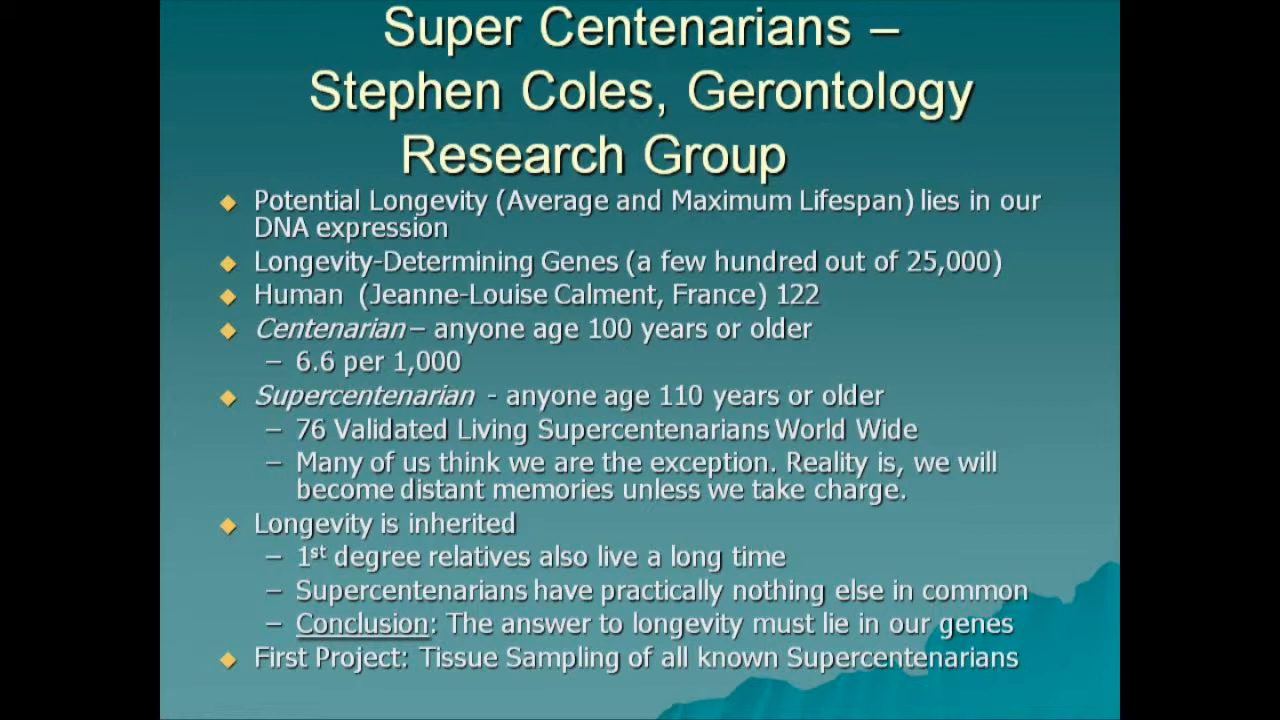 Super Centenarians –
Stephen Coles, Gerontology
Research Group
Potential Longevity (Average and Maximum Lifespan) lies in our
DNA expression
Longevity-Determining Genes (a few hundred out of 25,000)
Human (Jeanne-Louise Calment, France) 122
Centenarian – anyone age 100 years or older
– 6.6 per 1,000
Supercentenarian - anyone age 110 years or older
– 76 Validated Living Supercentenarians World Wide
– Many of us think we are the exception. Reality is, we will
become distant memories unless we take charge.
Longevity is inherited
– 1st degree relatives also live a long time
– Supercentenarians have practically nothing else in common
– Conclusion: The answer to longevity must lie in our genes
First Project: Tissue Sampling of all known Supercentenarians